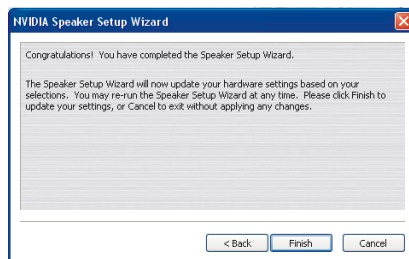 NVIDIA Speaker Setup Wizard
Congratulations! You have completed the Speaker Setup Wizard.
The Speaker Setup Wizard will now update your hardware settings based on your
selections. You may re-run the Speaker Setup Wizard at any time. Please click Finish to
update your settings, or Cancel to exit without applying any changes.
< Back Finish Cancel